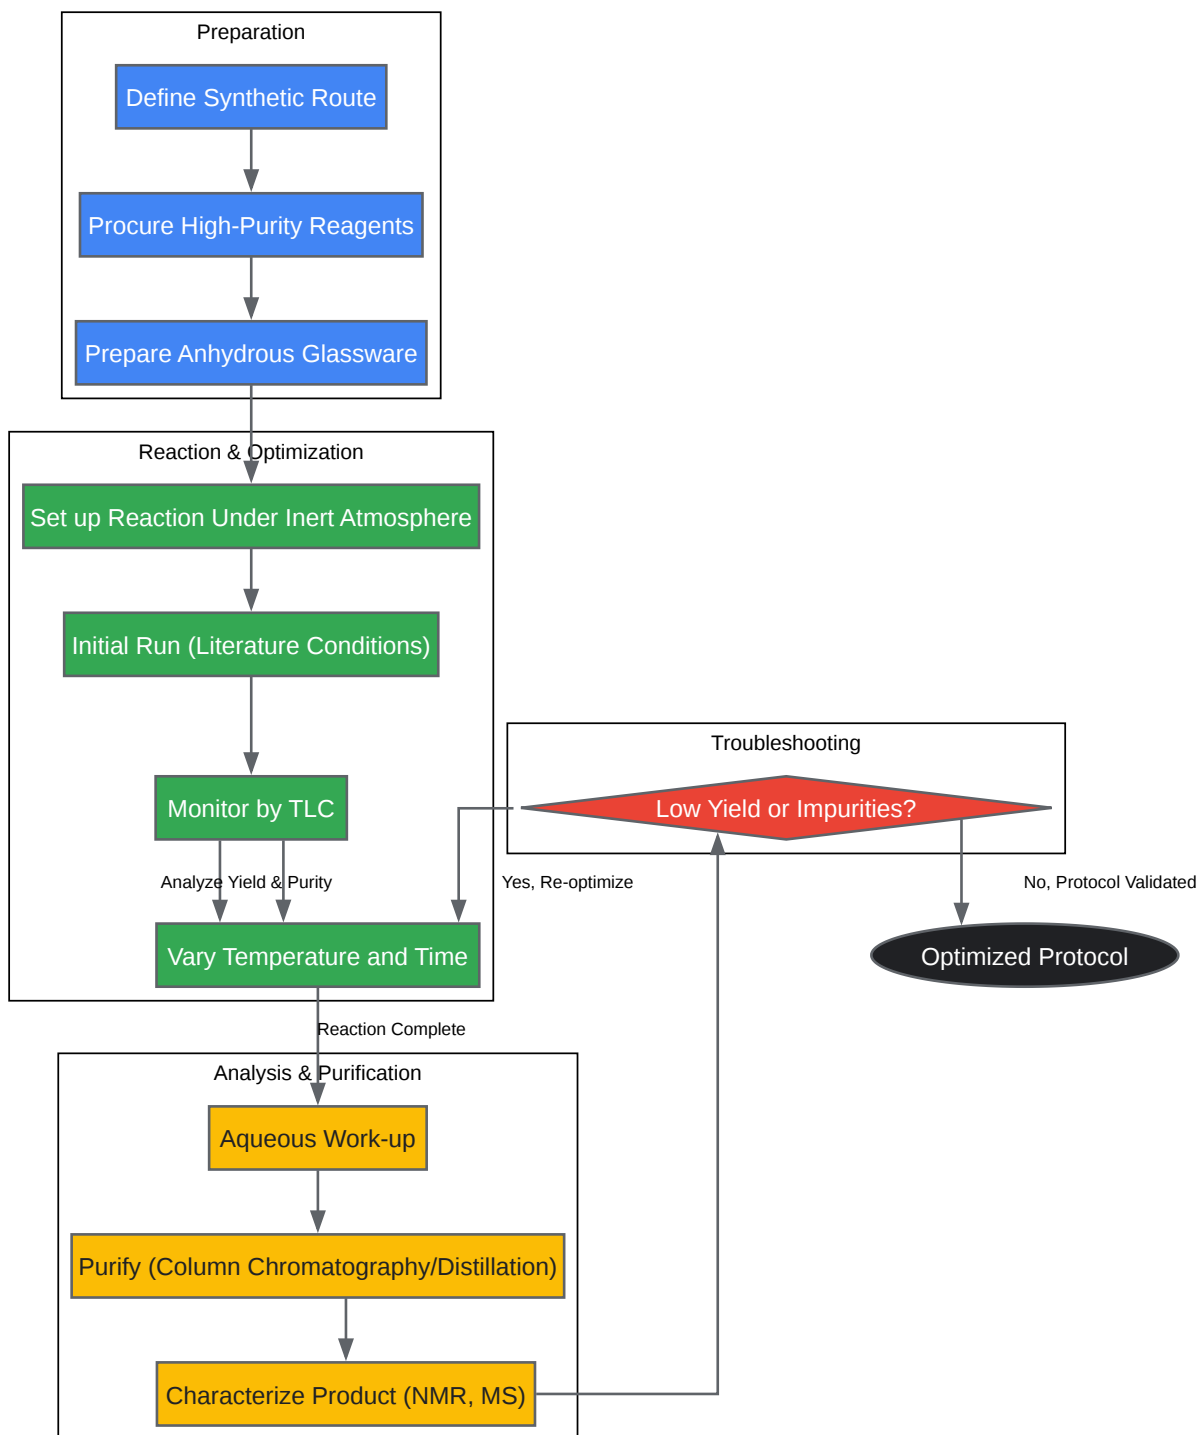 Preparation
Define Synthetic Route
Procure High-Purity Reagents
Prepare Anhydrous Glassware
Reaction & Optimization
Set up Reaction Under Inert Atmosphere
Initial Run (Literature Conditions)
Troubleshooting
Monitor by TLC
Low Yield or Impurities?
Analyze Yield & Purity
Yes, Re-optimize
No, Protocol Validated
Vary Temperature and Time
Optimized Protocol
Reaction Complete
Analysis & Purification
Aqueous Work-up
Purify (Column Chromatography/Distillation)
Characterize Product (NMR, MS)